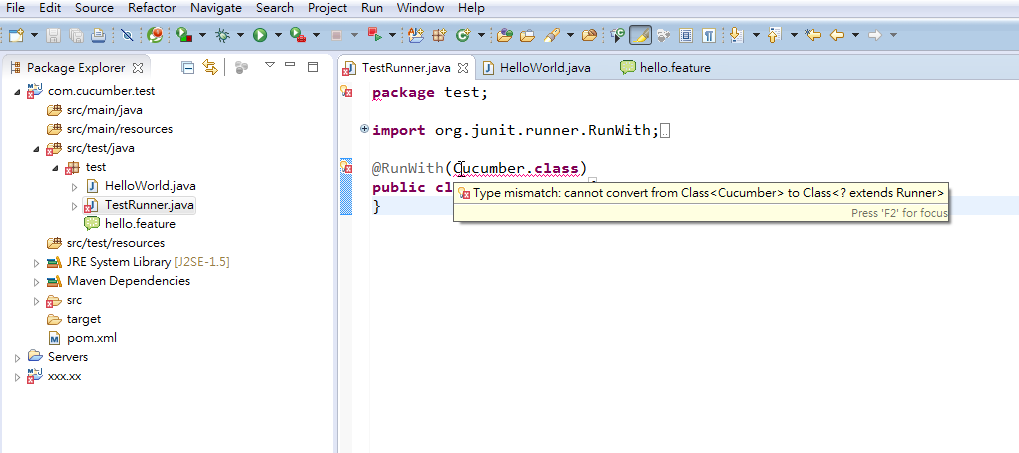 File Edit Source Refactor Navigate Search Project Run Window Help
Package Explorer
com.cucumber.test
src/main/java
src/main/resources
src/test/java
test
HelloWorld.java
TestRunner.java
hello.feature
src/test/resources
JRE System Library [J2SE-1.5]
Maven Dependencies
src
target
pom.xml
Servers
xxx.xx
TestRunner.java HelloWorld.java hello.feature
package test;
import org.junit.runner.RunWith;
@RunWith(Cucumber.class)
public cl
Type mismatch: cannot convert from Class<Cucumber> to Class<? extends Runner>
Press 'F2' for focus
}